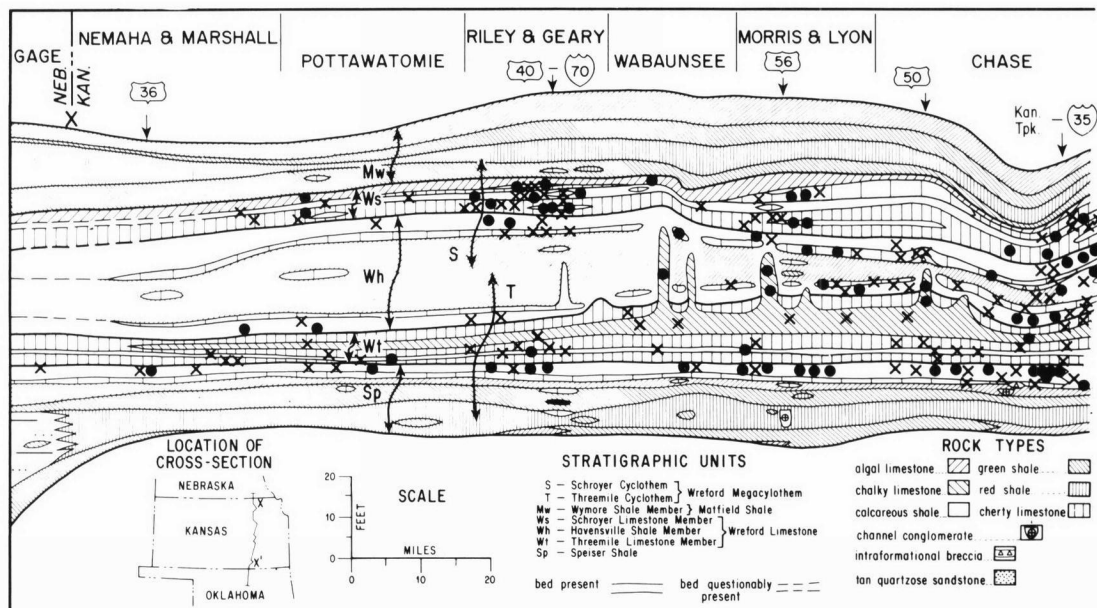 GAGE
NEB.
KAN.
X
NEMAHA & MARSHALL
POTTAWATOMIE
RILEY & GEARY
WABAUNSEE
MORRIS & LYON
CHASE
36
40 – 70
56
50
Kan.
Tpk.
35
Mw
Ws
S
Wh
T
Wt
Sp
LOCATION OF
CROSS-SECTION
NEBRASKA
X
KANSAS
X'
OKLAHOMA
20
10
0
FEET
SCALE
MILES
0 10 20
STRATIGRAPHIC UNITS
S – Schroyer Cyclothem
T – Threemile Cyclothem } Wreford Megacylothem
Mw – Wymore Shale Member } Matfield Shale
Ws – Schroyer Limestone Member
Wh – Havensville Shale Member } Wreford Limestone
Wt – Threemile Limestone Member
Sp – Speiser Shale
bed present
bed questionably
present
ROCK TYPES
algal limestone green shale
chalky limestone red shale
calcareous shale cherty limestone
channel conglomerate
intraformational breccia
tan quartzose sandstone